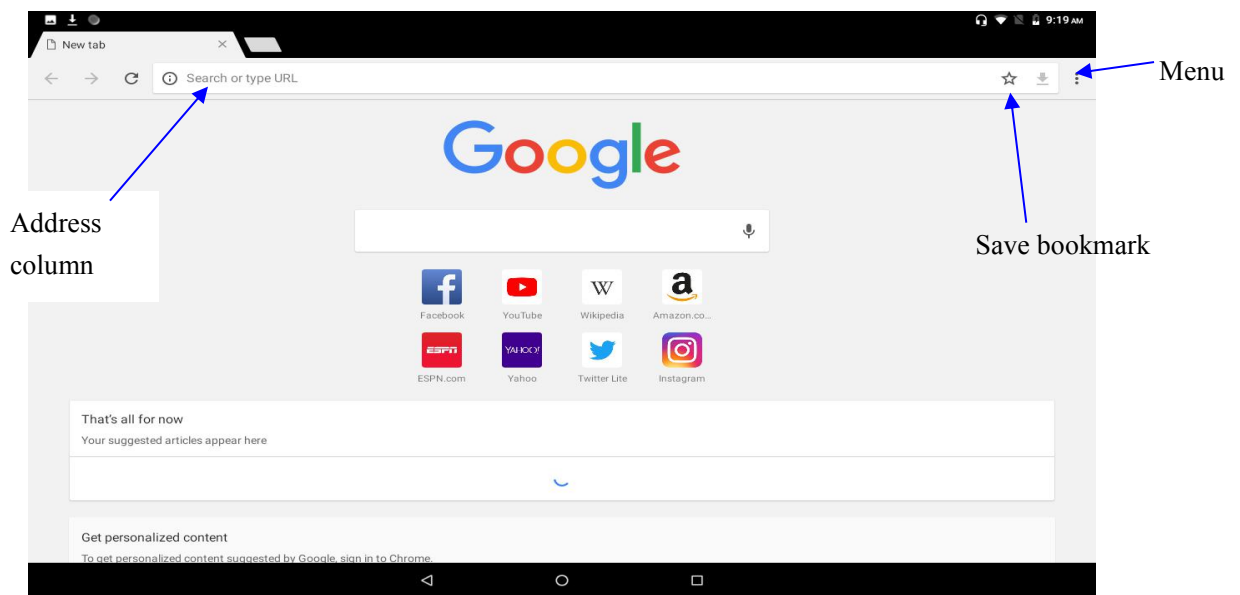 9:19 AM
New tab
Search or type URL
Menu
Google
Address
column
Save bookmark
f
W
a
Facebook
YouTube
Wikipedia
Amazon.co...
ESPN
YAHOO!
ESPN.com
Yahoo
Twitter Lite
Instagram
That's all for now
Your suggested articles appear here
Get personalized content
To get personalized content suggested by Google, sign in to Chrome.